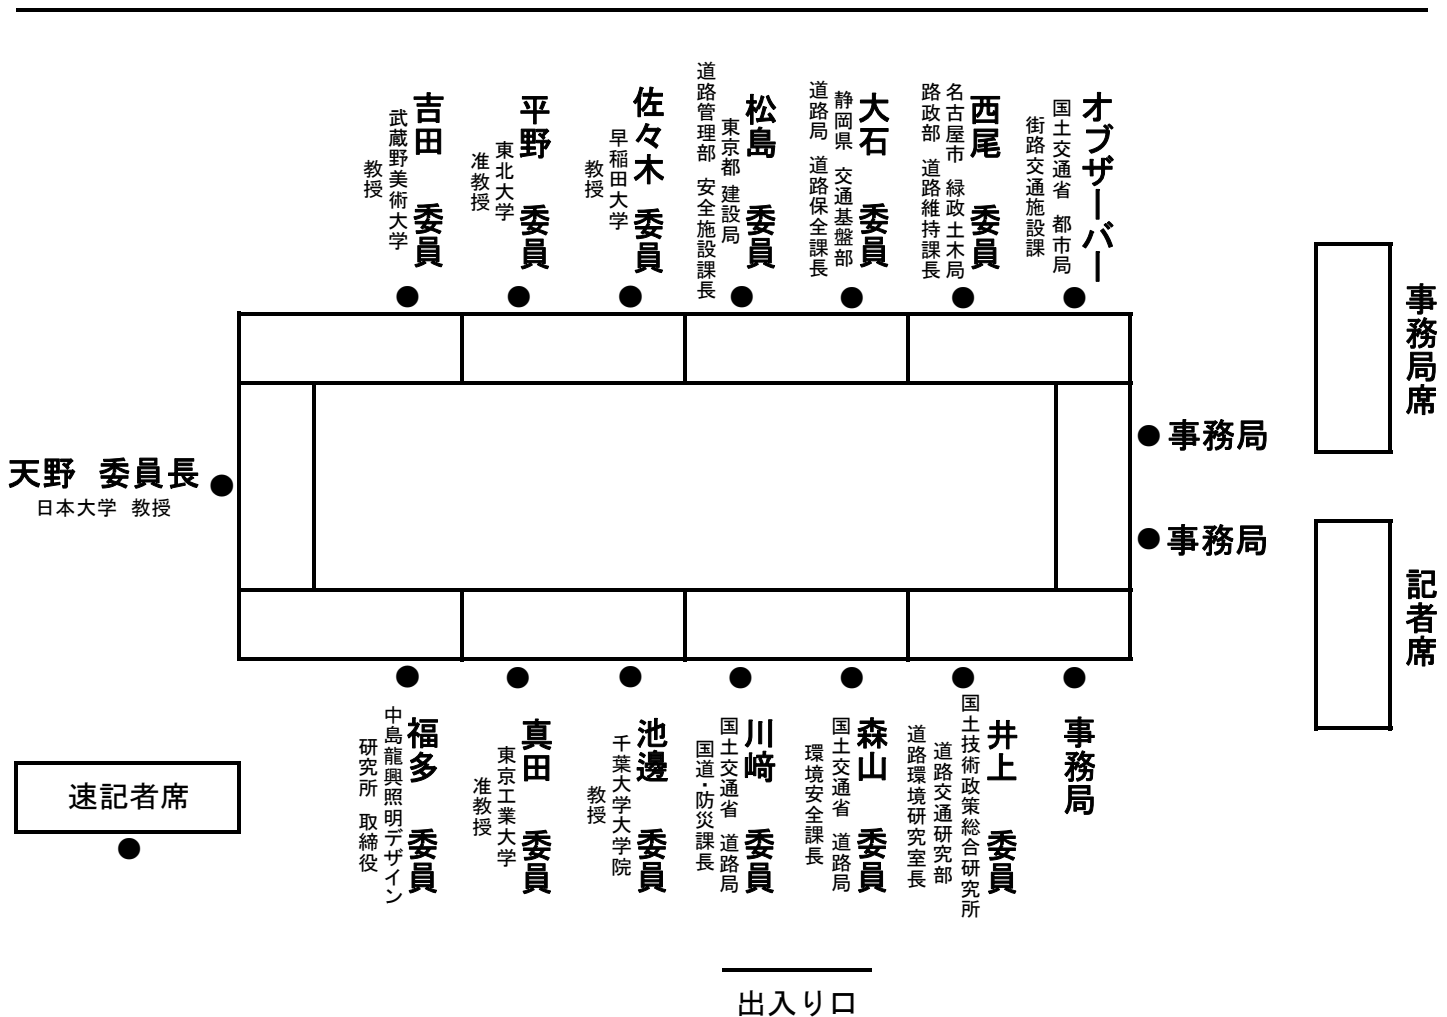 吉田 委員
武蔵野美術大学
教授
平野 委員
東北大学
准教授
佐々木 委員
早稲田大学
教授
松島 委員
東京都 建設局
道路管理部 安全施設課長
大石 委員
静岡県 交通基盤部
道路局 道路保全課長
西尾 委員
名古屋市 緑政土木局
路政部 道路維持課長
オブザーバー
国土交通省 都市局
街路交通施設課
事務局席
事務局
天野 委員長
日本大学 教授
事務局
記者席
福多 委員
中島龍興照明デザイン
研究所 取締役
真田 委員
東京工業大学
准教授
池邊 委員
千葉大学大学院
教授
川﨑 委員
国土交通省 道路局
国道・防災課長
森山 委員
国土交通省 道路局
環境安全課長
井上 委員
国土技術政策総合研究所
道路交通研究部
道路環境研究室長
事務局
速記者席
出入り口